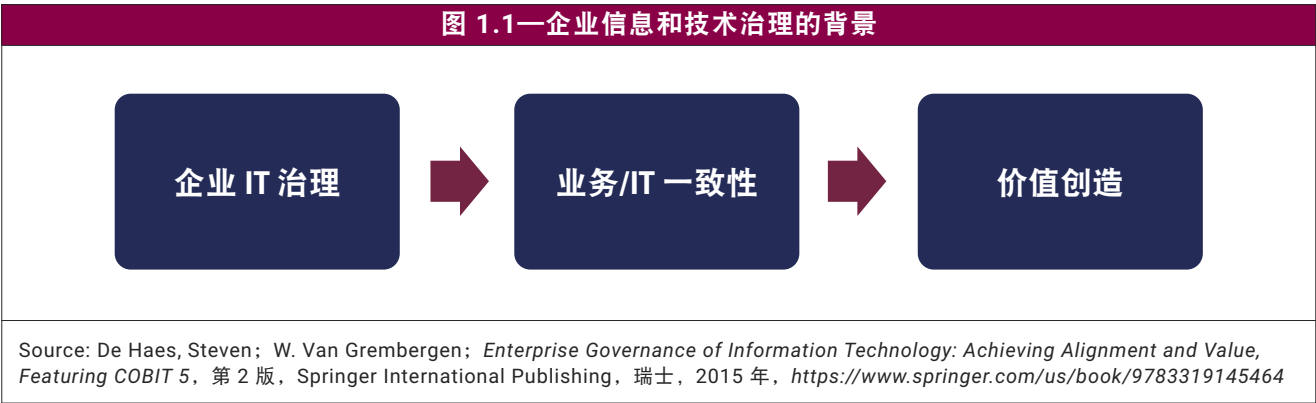 图 1.1—企业信息和技术治理的背景
企业 IT 治理
业务/IT 一致性
价值创造
Source: De Haes, Steven；W. Van Grembergen；Enterprise Governance of Information Technology: Achieving Alignment and Value,
Featuring COBIT 5，第 2 版，Springer International Publishing，瑞士，2015 年，https://www.springer.com/us/book/9783319145464